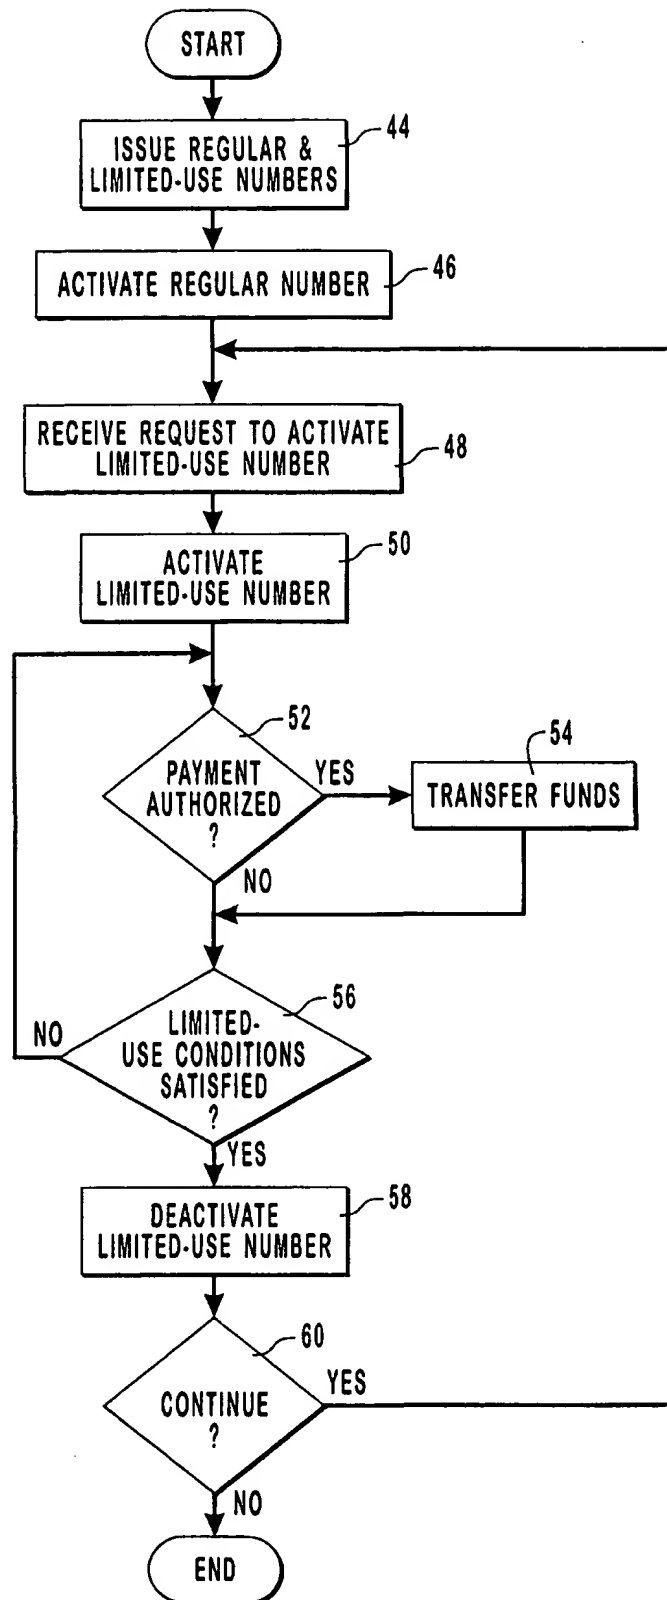 START
44
ISSUE REGULAR &
LIMITED-USE NUMBERS
46
ACTIVATE REGULAR NUMBER
RECEIVE REQUEST TO ACTIVATE
LIMITED-USE NUMBER
48
50
ACTIVATE
LIMITED-USE NUMBER
52
PAYMENT
AUTHORIZED
?
YES
54
TRANSFER FUNDS
NO
56
NO
LIMITED-
USE CONDITIONS
SATISFIED
?
YES
58
DEACTIVATE
LIMITED-USE NUMBER
60
YES
CONTINUE
?
NO
END